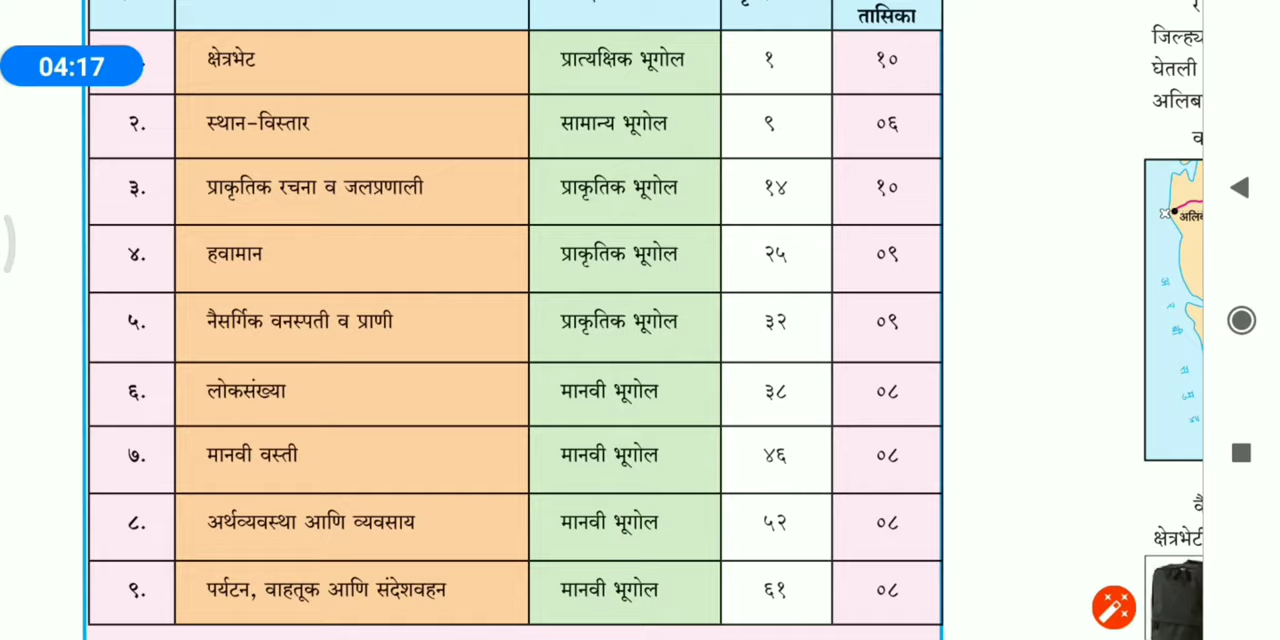 तासिका
क्षेत्रभेट प्रात्यक्षिक भूगोल १ १०
२. स्थान-विस्तार सामान्य भूगोल ९ ०६
३. प्राकृतिक रचना व जलप्रणाली प्राकृतिक भूगोल १४ १०
४. हवामान प्राकृतिक भूगोल २५ ०९
५. नैसर्गिक वनस्पती व प्राणी प्राकृतिक भूगोल ३२ ०९
६. लोकसंख्या मानवी भूगोल ३८ ०८
७. मानवी वस्ती मानवी भूगोल ४६ ०८
८. अर्थव्यवस्था आणि व्यवसाय मानवी भूगोल ५२ ०८
९. पर्यटन, वाहतूक आणि संदेशवहन मानवी भूगोल ६१ ०८
04:17
जिल्ह्य
घेतली
अलिब
अलिब
क्षेत्रभेटी